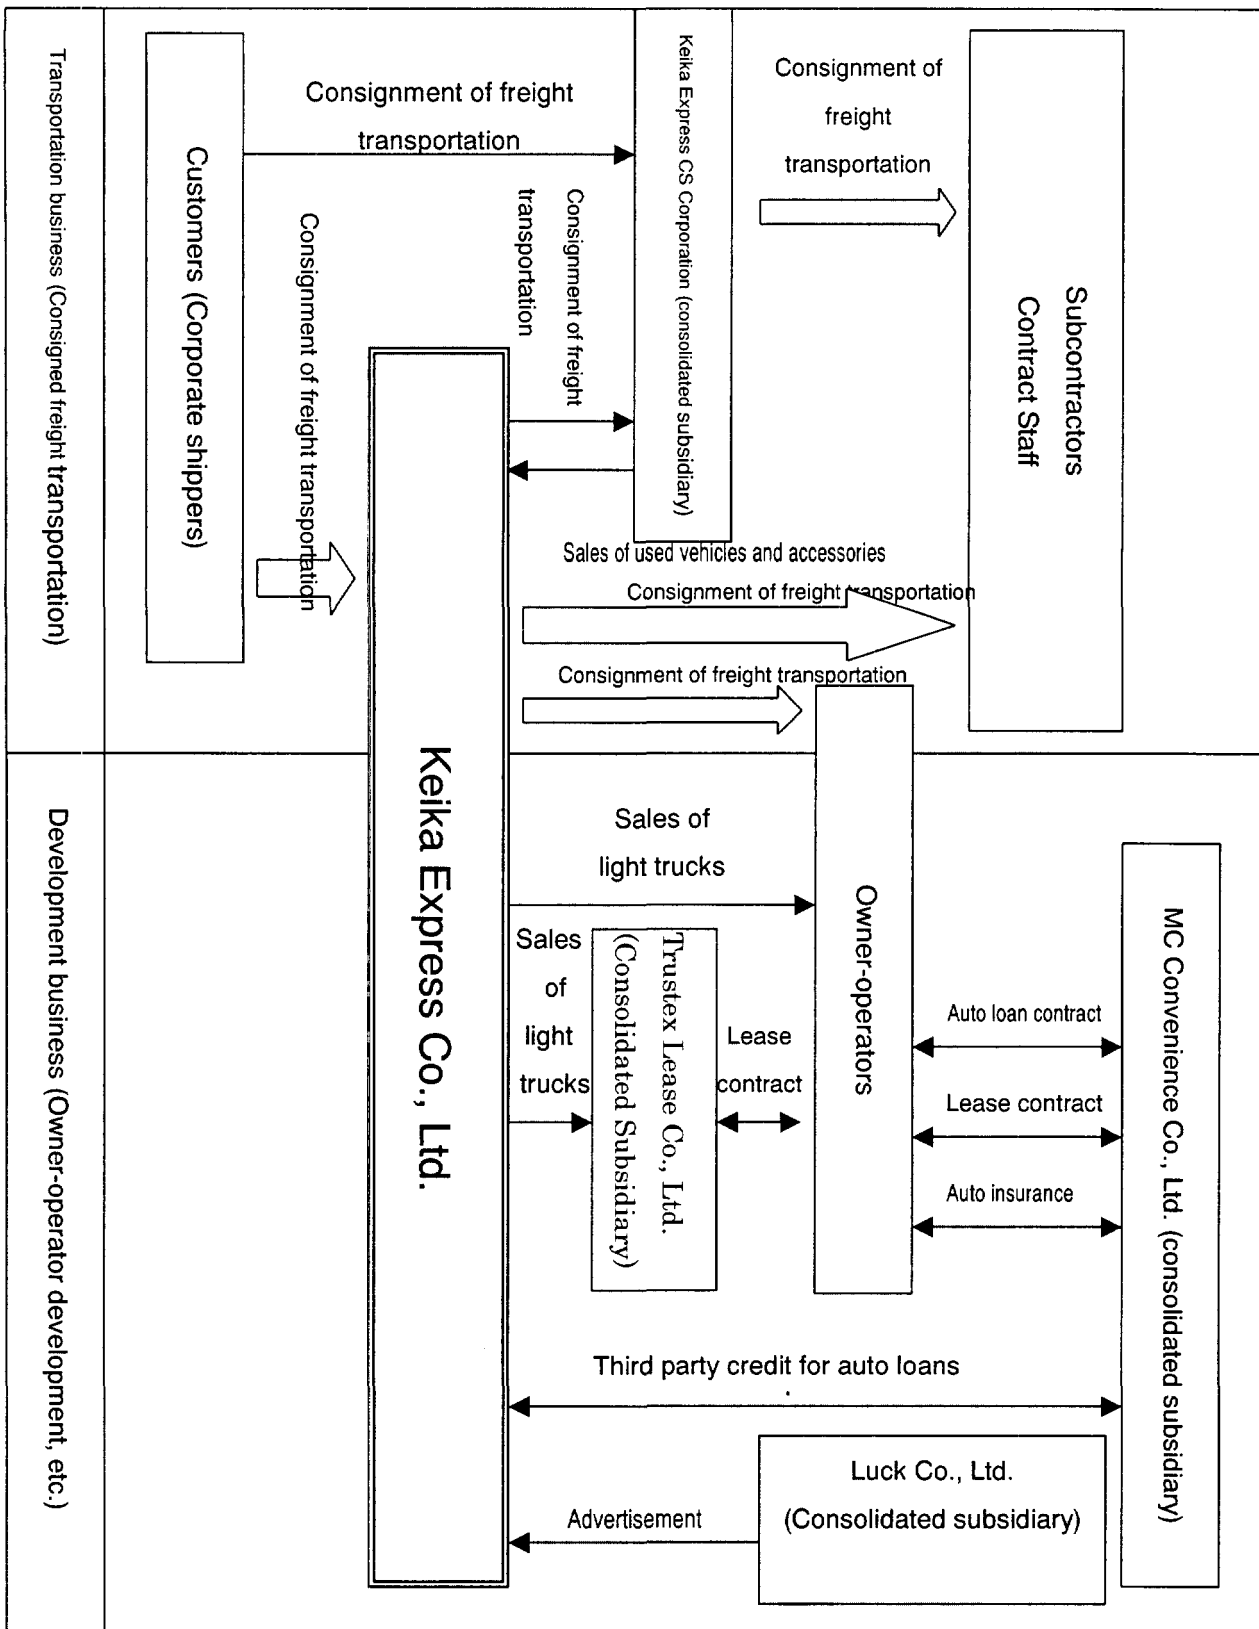 Transportation business (Consigned freight transportation)
Customers (Corporate shippers)
Consignment of freight
transportation
Keika Express CS Corporation (consolidated subsidiary)
Consignment of
freight
transportation
Subcontractors
Contract Staff
Consignment of freight transportation
Consignment of freight
transportation
Sales of used vehicles and accessories
Consignment of freight transportation
Consignment of freight transportation
Keika Express Co., Ltd.
Development business (Owner-operator development, etc.)
Sales of
light trucks
Owner-operators
Sales
of
light
trucks
Trustex Lease Co., Ltd.
(Consolidated Subsidiary)
Lease
contract
Auto loan contract
Lease contract
Auto insurance
MC Convenience Co., Ltd. (consolidated subsidiary)
Third party credit for auto loans
Luck Co., Ltd.
(Consolidated subsidiary)
Advertisement